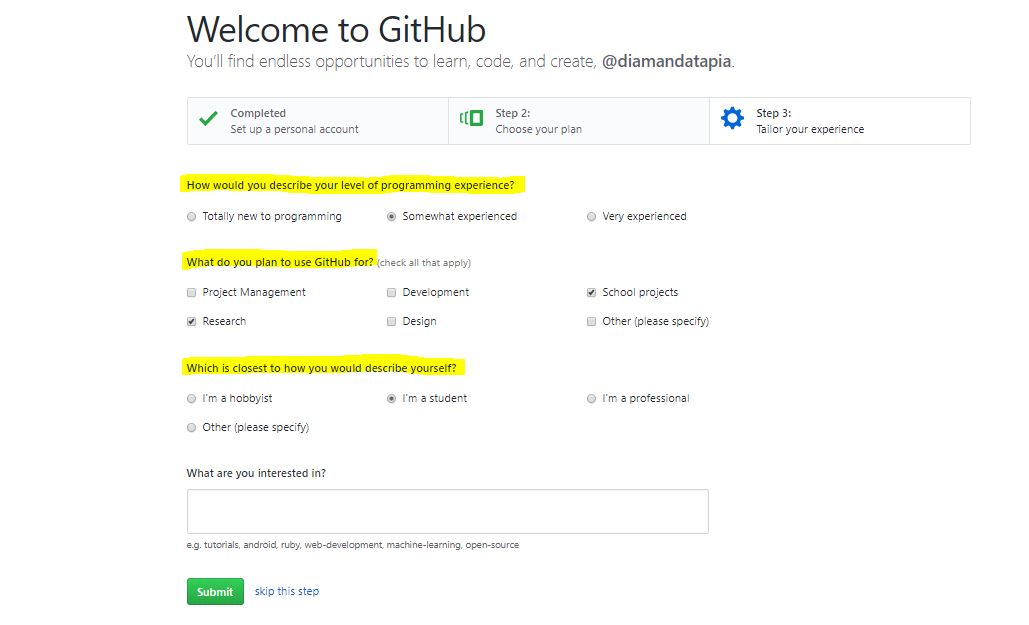 Welcome to GitHub
You'll find endless opportunities to learn, code, and create, @diamandatapia.
Completed
Set up a personal account
Step 2:
Choose your plan
Step 3:
Tailor your experience
How would you describe your level of programming experience?
Totally new to programming Somewhat experienced Very experienced
What do you plan to use GitHub for? (check all that apply)
Project Management Development School projects
Research Design Other (please specify)
Which is closest to how you would describe yourself?
I'm a hobbyist I'm a student I'm a professional
Other (please specify)
What are you interested in?
e.g. tutorials, android, ruby, web-development, machine-learning, open-source
Submit skip this step